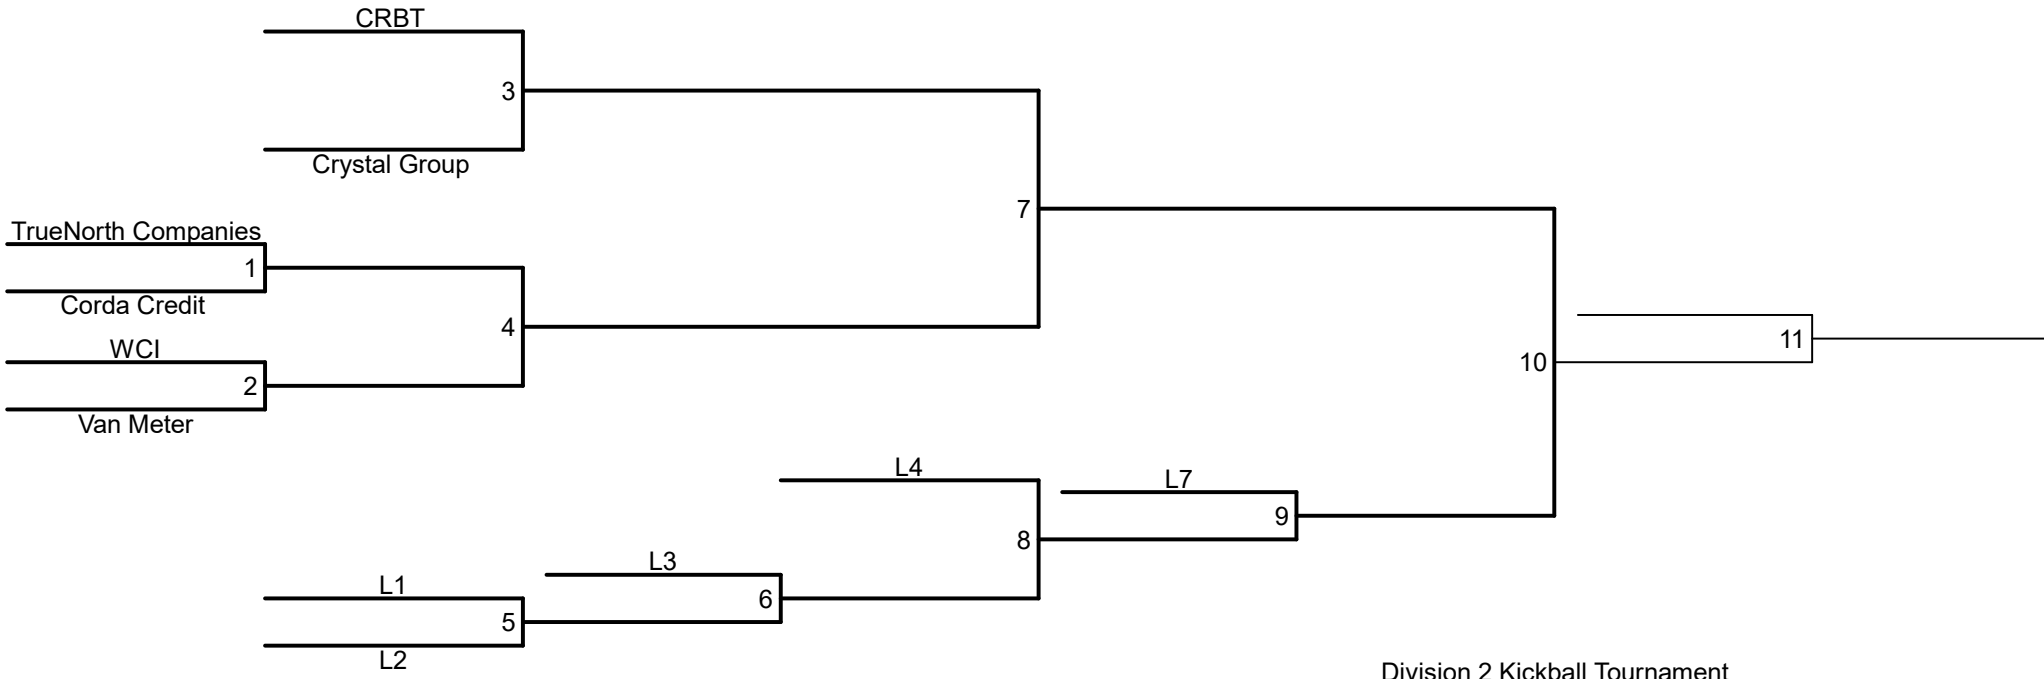 CRBT
3
Crystal Group
7
TrueNorth Companies
1
Corda Credit
4
WCI
2
Van Meter
11
10
L4
L7
9
8
L3
6
L1
5
L2
Division 2 Kickball Tournament